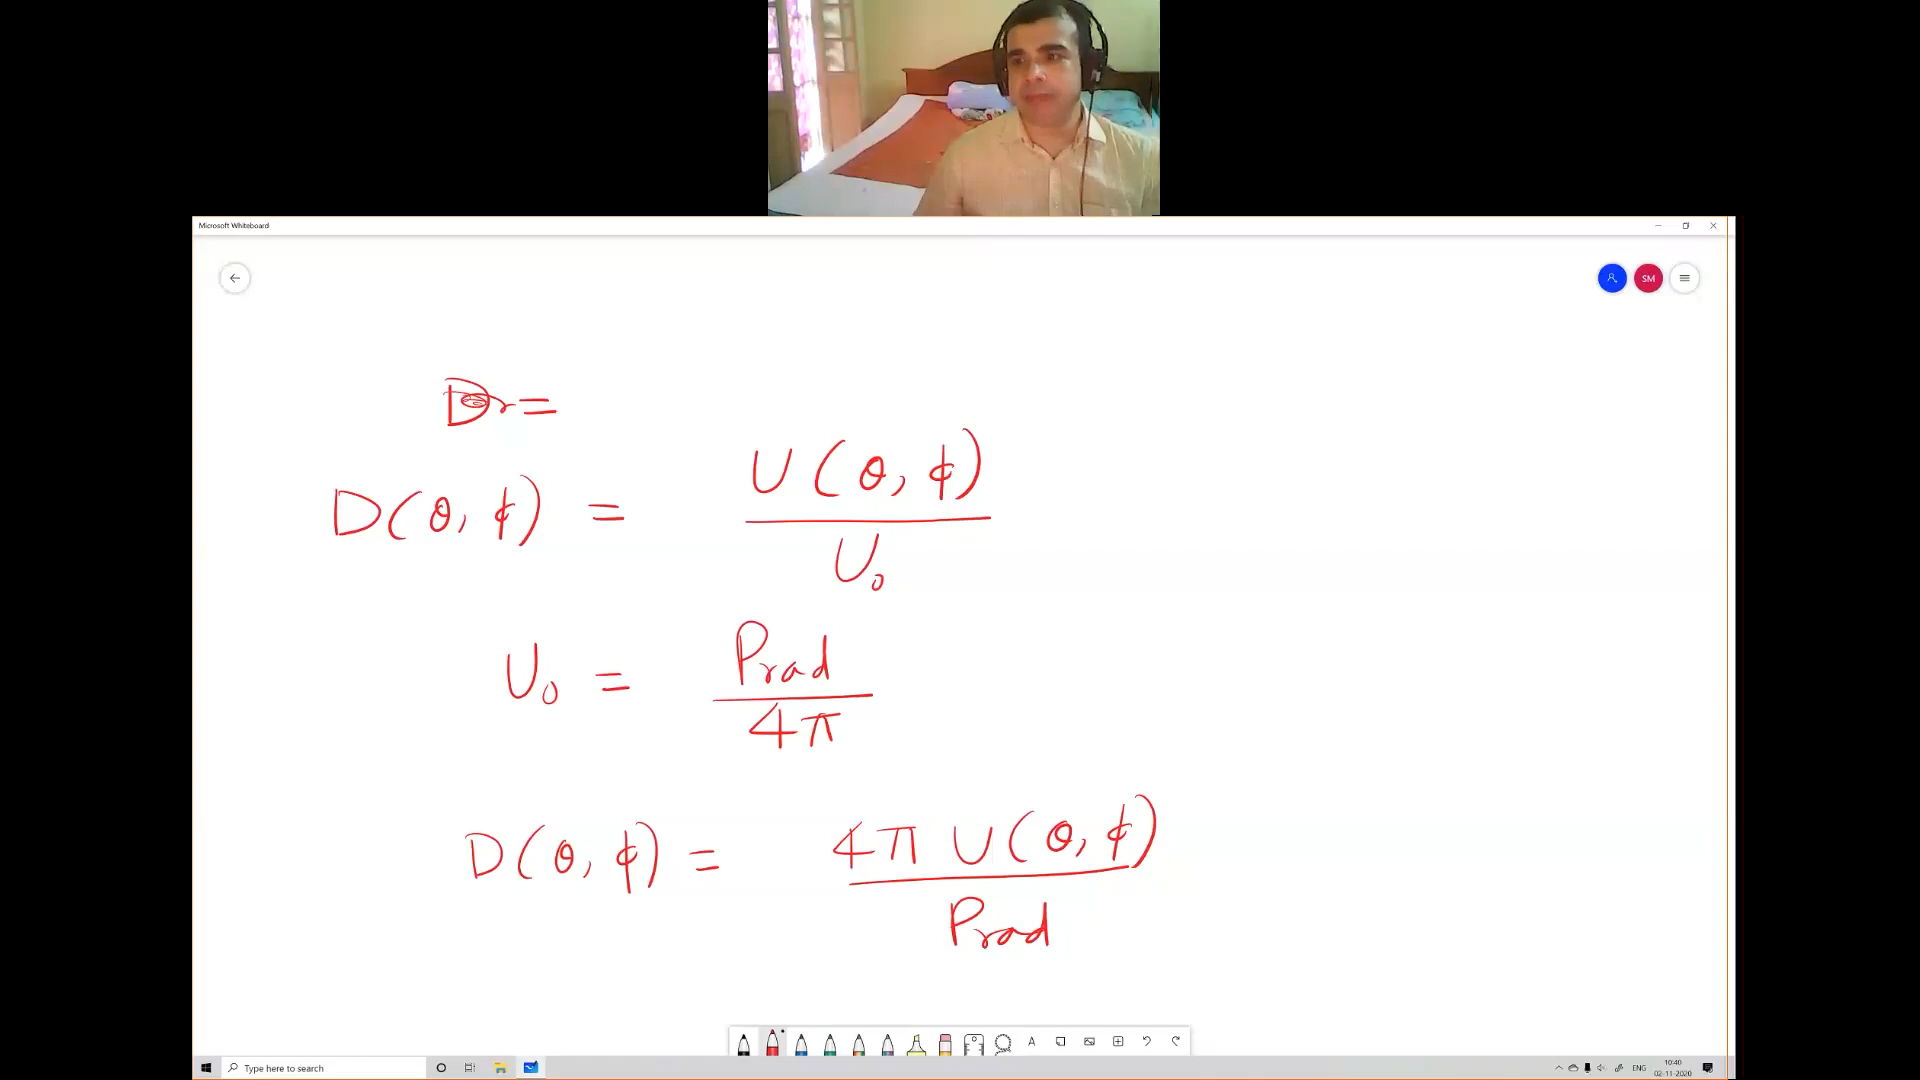 Microsoft Whiteboard
SM
D =
D(θ, φ) = U(θ, φ) / U₀
U₀ = Prad / 4π
D(θ, φ) = 4π U(θ, φ) / Prad
A
Type here to search
ENG
10:40
02-11-2020